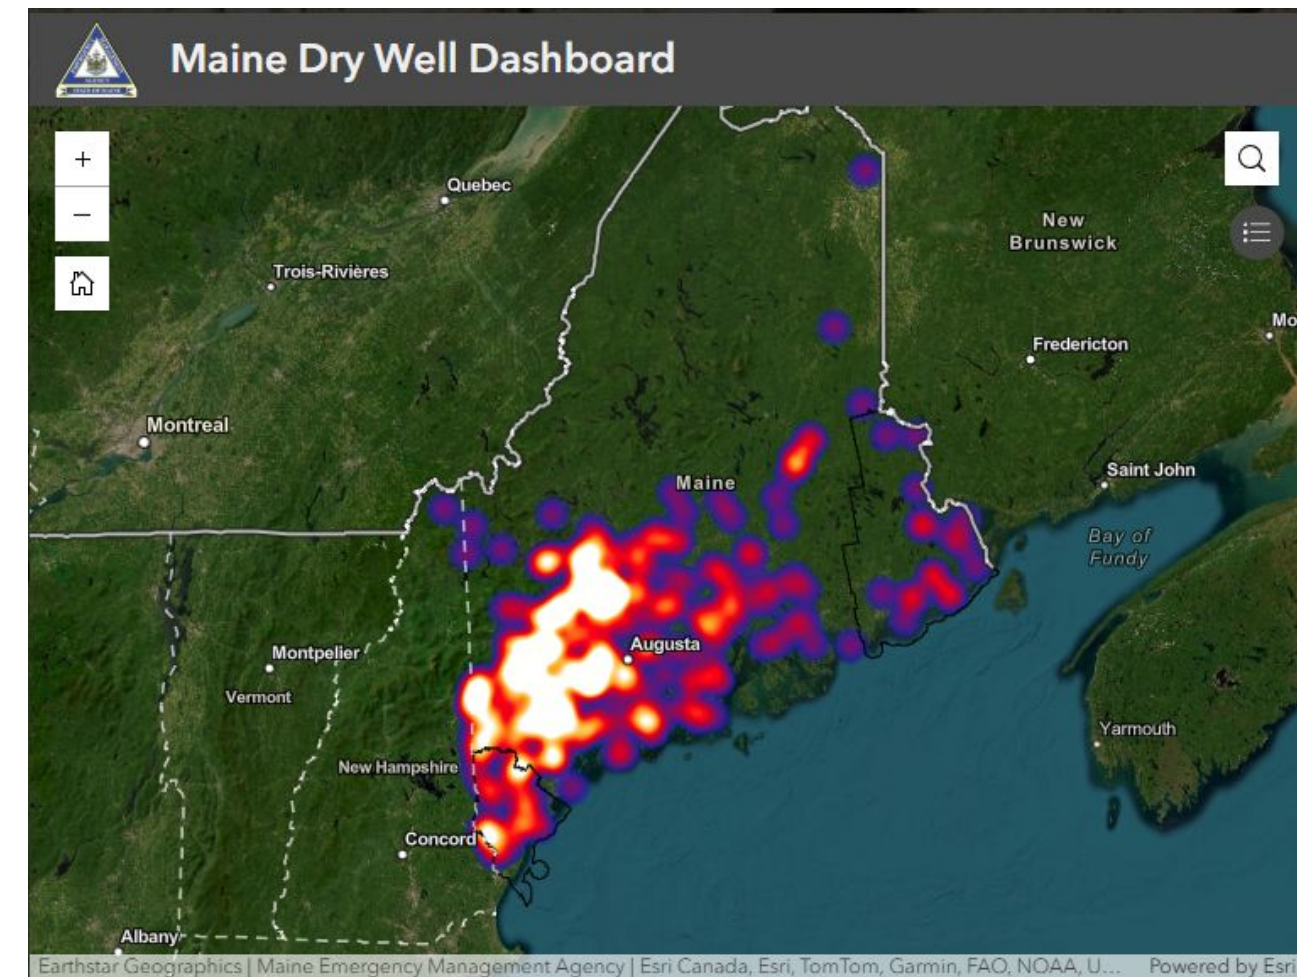 Maine Dry Well Dashboard
+
−
Quebec
New
Brunswick
Trois-Rivières
Mo
Fredericton
Montreal
Saint John
Maine
Bay of
Fundy
Augusta
Montpelier
Vermont
Yarmouth
New Hampshire
Concord
Albany
Earthstar Geographics | Maine Emergency Management Agency | Esri Canada, Esri, TomTom, Garmin, FAO, NOAA, U... Powered by Esri